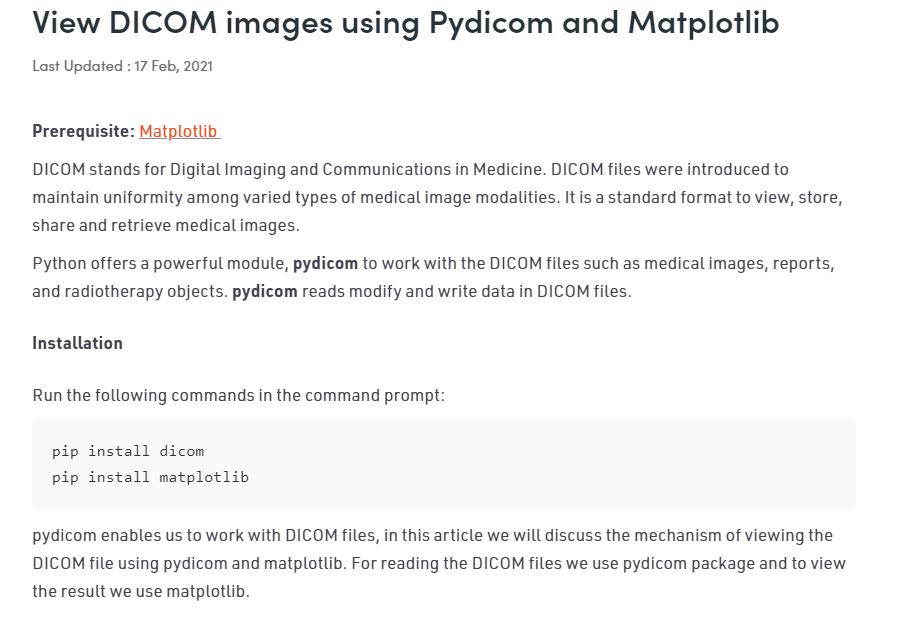 View DICOM images using Pydicom and Matplotlib
Last Updated : 17 Feb, 2021
Prerequisite: Matplotlib
DICOM stands for Digital Imaging and Communications in Medicine. DICOM files were introduced to
maintain uniformity among varied types of medical image modalities. It is a standard format to view, store,
share and retrieve medical images.
Python offers a powerful module, pydicom to work with the DICOM files such as medical images, reports,
and radiotherapy objects. pydicom reads modify and write data in DICOM files.
Installation
Run the following commands in the command prompt:
pip install dicom
pip install matplotlib
pydicom enables us to work with DICOM files, in this article we will discuss the mechanism of viewing the
DICOM file using pydicom and matplotlib. For reading the DICOM files we use pydicom package and to view
the result we use matplotlib.